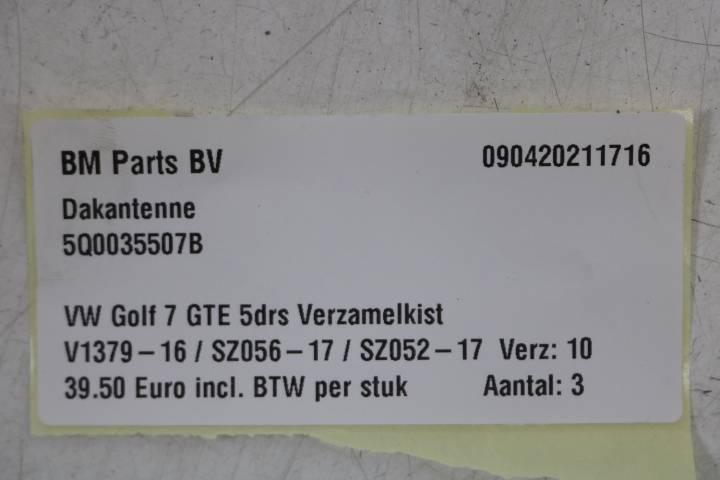 BM Parts BV 090420211716
Dakantenne
5Q0035507B
VW Golf 7 GTE 5drs Verzamelkist
V1379-16 / SZ056-17 / SZ052-17 Verz: 10
39.50 Euro incl. BTW per stuk Aantal: 3